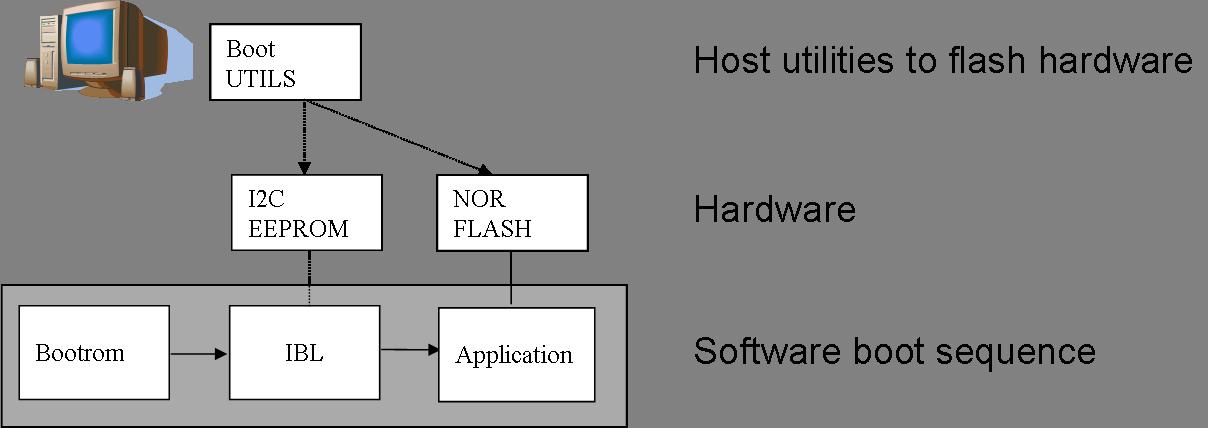 Boot
UTILS
Host utilities to flash hardware
I2C
EEPROM
NOR
FLASH
Hardware
Bootrom
IBL
Application
Software boot sequence